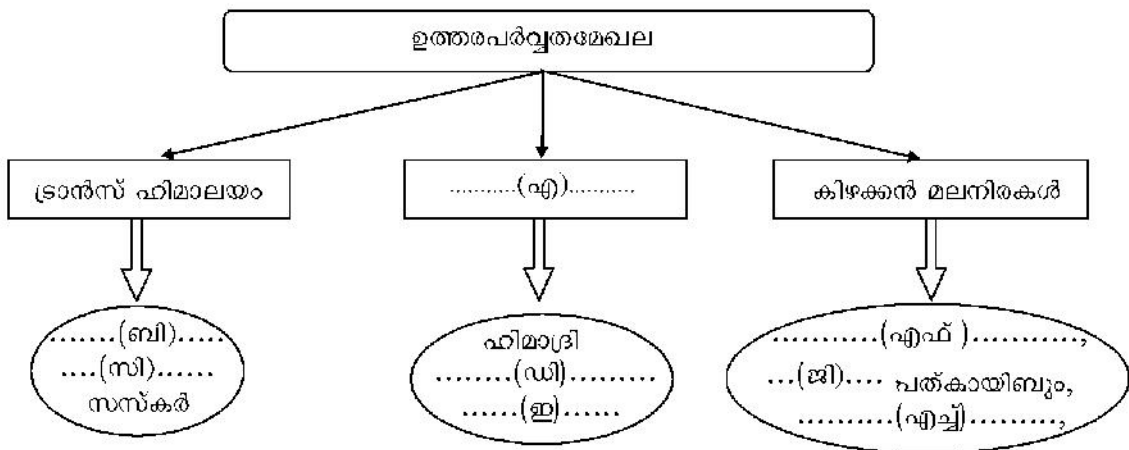 ഉത്തരപർവ്വതമേഖല
ട്രാൻസ് ഹിമാലയം
..........(എ)..........
കിഴക്കൻ മലനിരകൾ
......(ബി).....
....(സി)......
സസ്കർ
ഹിമാദ്രി
........(ഡി).........
.....(ഇ).....
...........(എഫ് )...........,
...(ജി).... പത്കായിബും,
..........(എച്ച്)........,